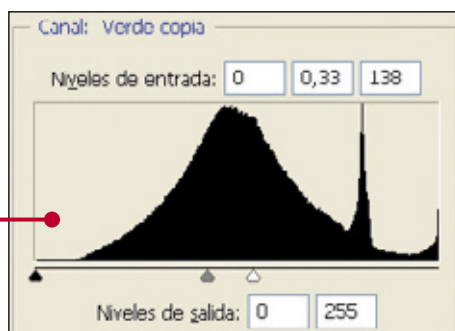 Canal: Verde copia
Niveles de entrada: 0 0,33 138
Niveles de salida: 0 255